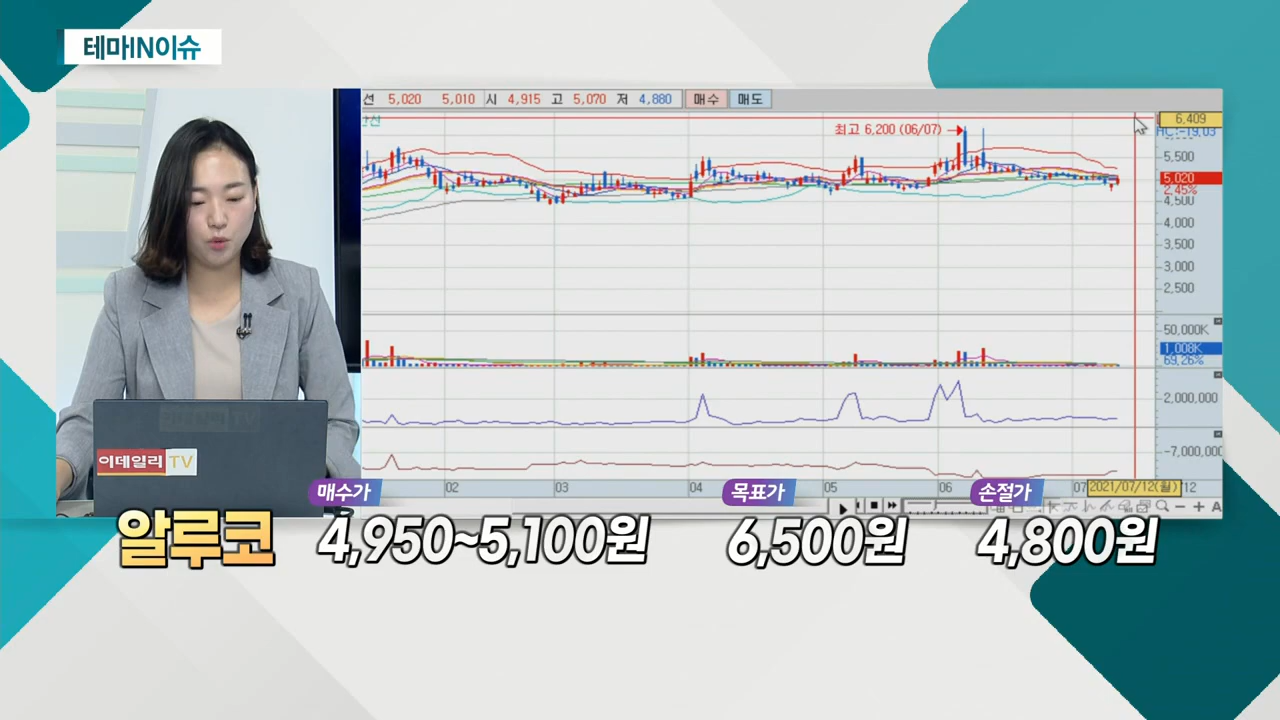 테마IN이슈
선 5,020 5,010 시 4,915 고 5,070 저 4,880 매수 매도
최고 6,200 (06/07)
6,409
HC:-19.03
5,500
5,020
2.45%
4,500
4,000
3,500
3,000
2,500
50,000K
1,008K
69.26%
2,000,000
-7,000,000
02 03 04 05 06 07 2021/07/12(월) 12
이데일리 TV
매수가 목표가 손절가
알루코 4,950~5,100원 6,500원 4,800원